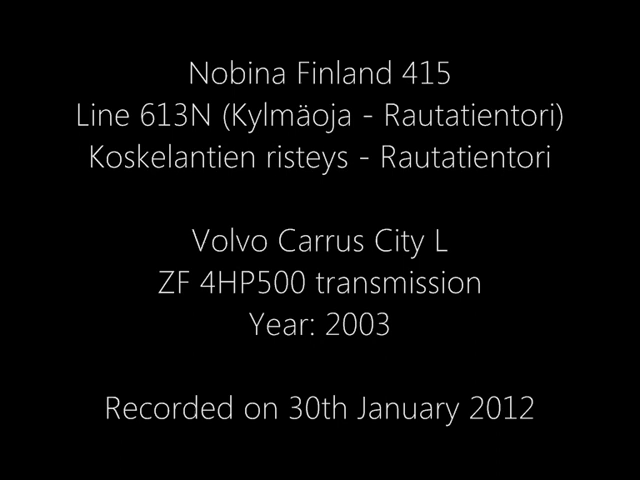 Nobina Finland 415
Line 613N (Kylmäoja - Rautatientori)
Koskelantien risteys - Rautatientori
Volvo Carrus City L
ZF 4HP500 transmission
Year: 2003
Recorded on 30th January 2012